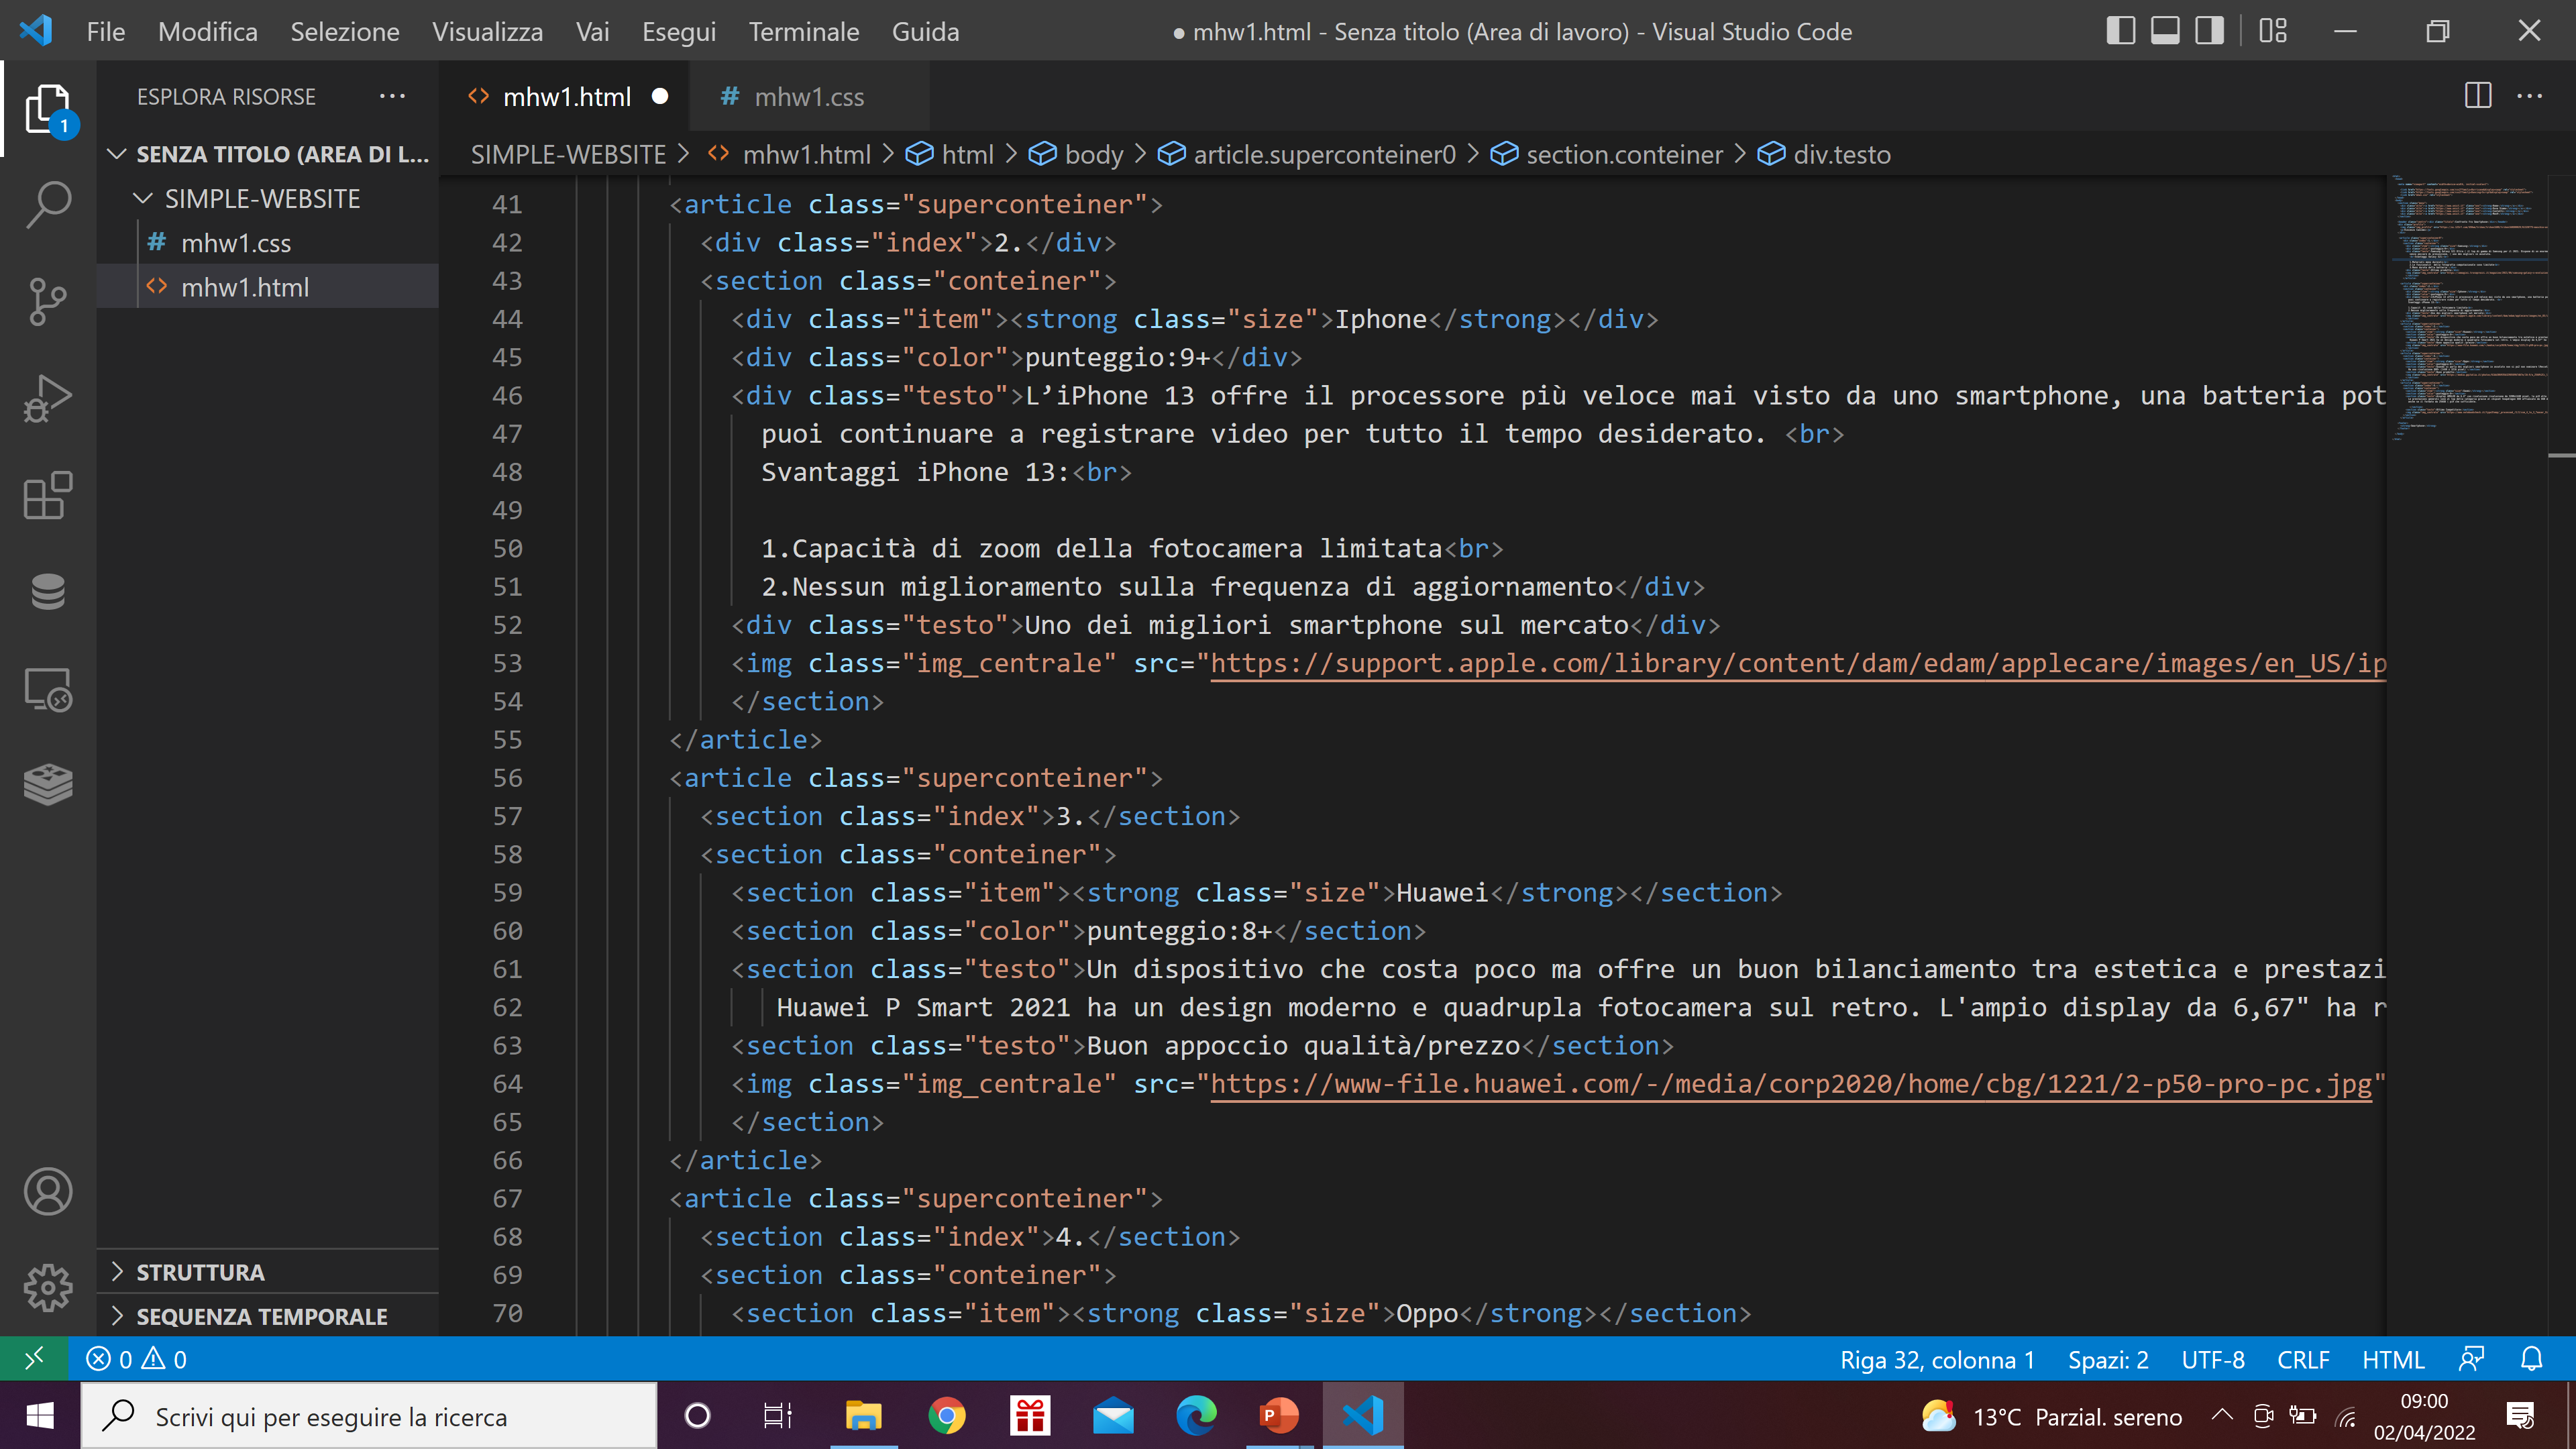 File Modifica Selezione Visualizza Vai Esegui Terminale Guida
● mhw1.html - Senza titolo (Area di lavoro) - Visual Studio Code
ESPLORA RISORSE
1
SENZA TITOLO (AREA DI L...
SIMPLE-WEBSITE
# mhw1.css
<> mhw1.html
STRUTTURA
SEQUENZA TEMPORALE
<> mhw1.html ●
# mhw1.css
SIMPLE-WEBSITE > <> mhw1.html > html > body > article.superconteiner0 > section.conteiner > div.testo
41 <article class="superconteiner">
42 <div class="index">2.</div>
43 <section class="conteiner">
44 <div class="item"><strong class="size">Iphone</strong></div>
45 <div class="color">punteggio:9+</div>
46 <div class="testo">L’iPhone 13 offre il processore più veloce mai visto da uno smartphone, una batteria pot
47 puoi continuare a registrare video per tutto il tempo desiderato. <br>
48 Svantaggi iPhone 13:<br>
49
50 1.Capacità di zoom della fotocamera limitata<br>
51 2.Nessun miglioramento sulla frequenza di aggiornamento</div>
52 <div class="testo">Uno dei migliori smartphone sul mercato</div>
53 <img class="img_centrale" src="https://support.apple.com/library/content/dam/edam/applecare/images/en_US/ip
54 </section>
55 </article>
56 <article class="superconteiner">
57 <section class="index">3.</section>
58 <section class="conteiner">
59 <section class="item"><strong class="size">Huawei</strong></section>
60 <section class="color">punteggio:8+</section>
61 <section class="testo">Un dispositivo che costa poco ma offre un buon bilanciamento tra estetica e prestazi
62 Huawei P Smart 2021 ha un design moderno e quadrupla fotocamera sul retro. L'ampio display da 6,67" ha r
63 <section class="testo">Buon appoccio qualità/prezzo</section>
64 <img class="img_centrale" src="https://www-file.huawei.com/-/media/corp2020/home/cbg/1221/2-p50-pro-pc.jpg"
65 </section>
66 </article>
67 <article class="superconteiner">
68 <section class="index">4.</section>
69 <section class="conteiner">
70 <section class="item"><strong class="size">Oppo</strong></section>
0 0
Riga 32, colonna 1 Spazi: 2 UTF-8 CRLF HTML
Scrivi qui per eseguire la ricerca
13°C Parzial. sereno
09:00
02/04/2022